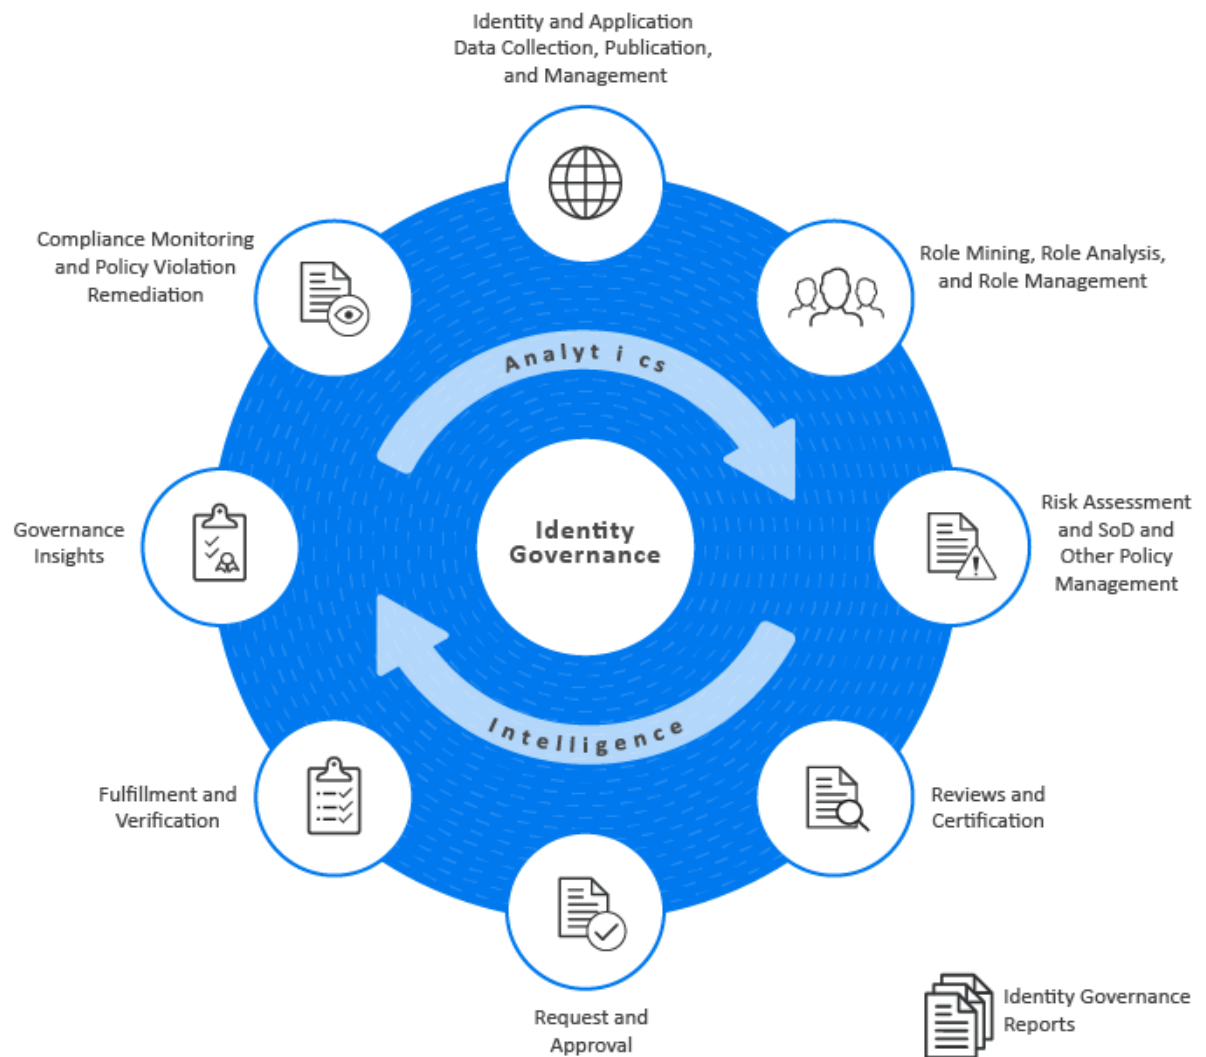 Identity and Application
Data Collection, Publication,
and Management
Compliance Monitoring
and Policy Violation
Remediation
Role Mining, Role Analysis,
and Role Management
Analytics
Governance
Insights
Identity
Governance
Risk Assessment
and SoD and
Other Policy
Management
Intelligence
Fulfillment and
Verification
Reviews and
Certification
Request and
Approval
Identity Governance
Reports